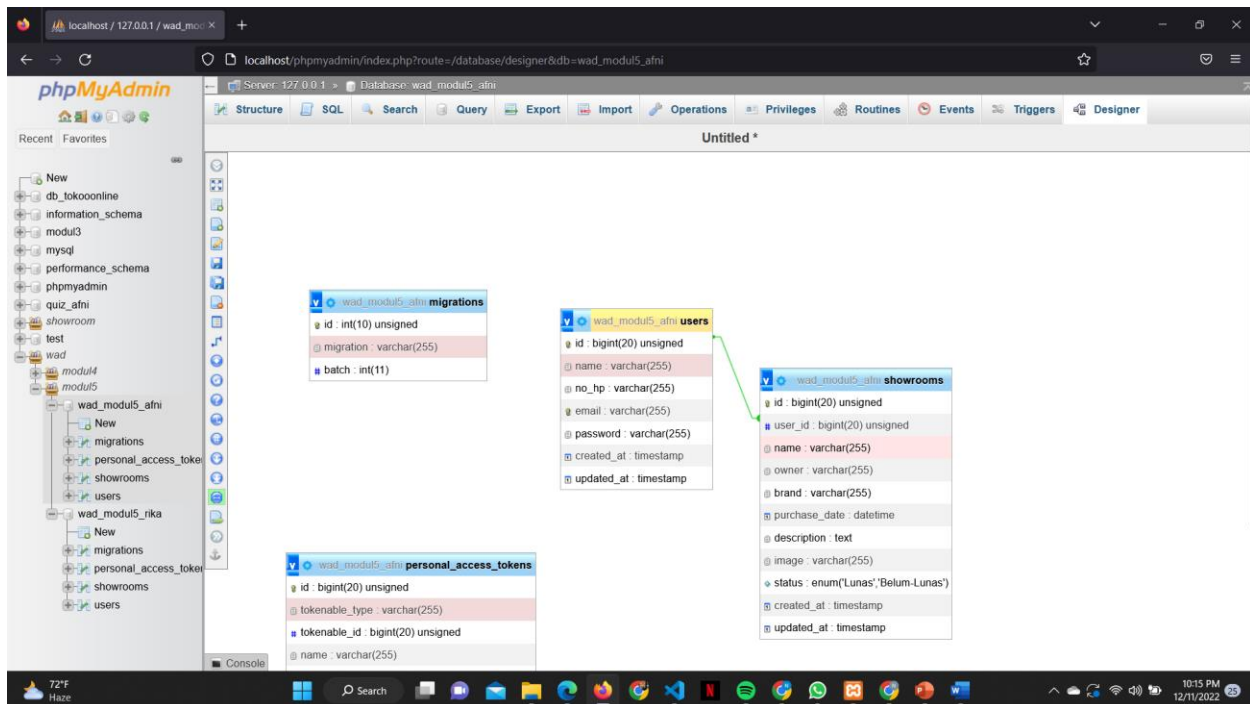 localhost / 127.0.0.1 / wad_mod
localhost/phpmyadmin/index.php?route=/database/designer&db=wad_modul5_afni
phpMyAdmin
Recent Favorites
New
db_tokooonline
information_schema
modul3
mysql
performance_schema
phpmyadmin
quiz_afni
showroom
test
wad
modul4
modul5
wad_modul5_afni
New
migrations
personal_access_toke
showrooms
users
wad_modul5_rika
New
migrations
personal_access_toke
showrooms
users
Server: 127.0.0.1 » Database: wad_modul5_afni
Structure SQL Search Query Export Import Operations Privileges Routines Events Triggers Designer
Untitled *
wad_modul5_afni migrations
id : int(10) unsigned
migration : varchar(255)
batch : int(11)
wad_modul5_afni users
id : bigint(20) unsigned
name : varchar(255)
no_hp : varchar(255)
email : varchar(255)
password : varchar(255)
created_at : timestamp
updated_at : timestamp
wad_modul5_afni showrooms
id : bigint(20) unsigned
user_id : bigint(20) unsigned
name : varchar(255)
owner : varchar(255)
brand : varchar(255)
purchase_date : datetime
description : text
image : varchar(255)
status : enum('Lunas','Belum-Lunas')
created_at : timestamp
updated_at : timestamp
wad_modul5_afni personal_access_tokens
id : bigint(20) unsigned
tokenable_type : varchar(255)
tokenable_id : bigint(20) unsigned
name : varchar(255)
Console
72°F
Haze
Search
10:15 PM
12/11/2022
25